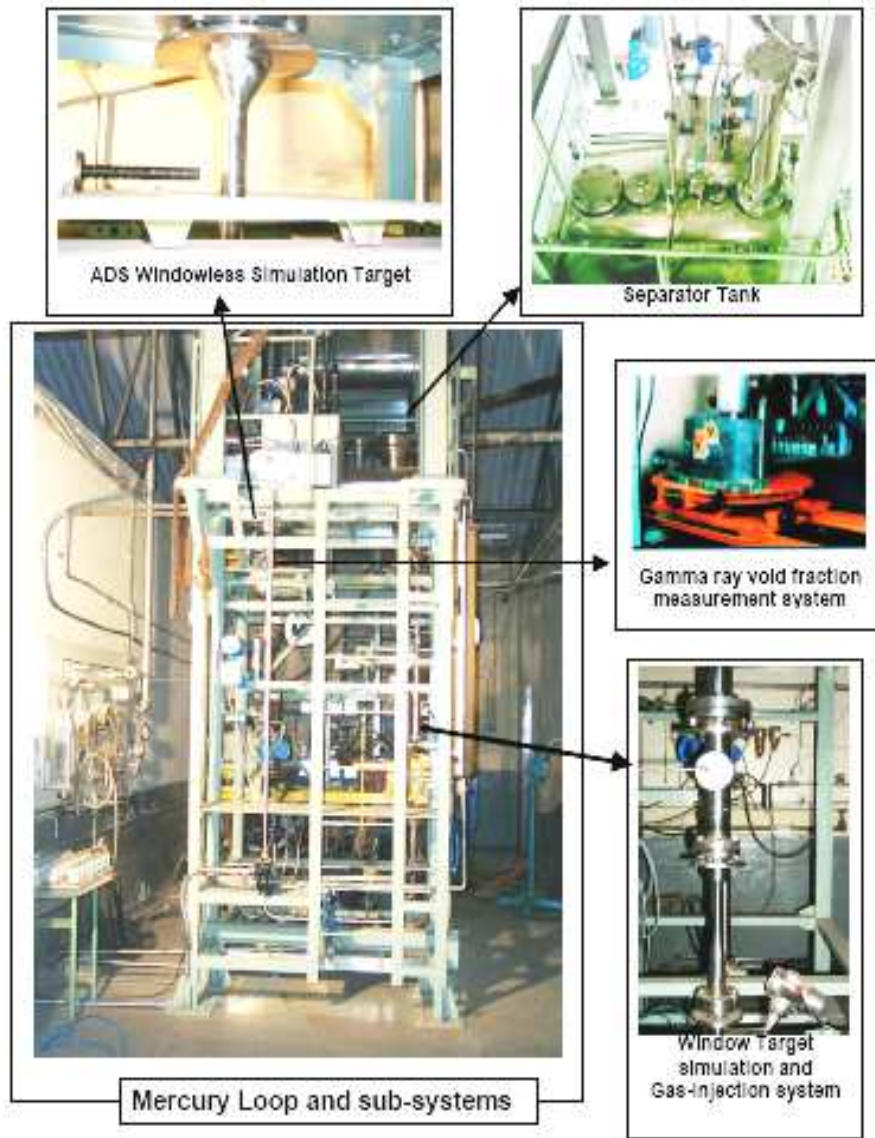 ADS Windowless Simulation Target
Separator Tank
Gamma ray void fraction
measurement system
Window Target
simulation and
Gas-injection system
Mercury Loop and sub-systems